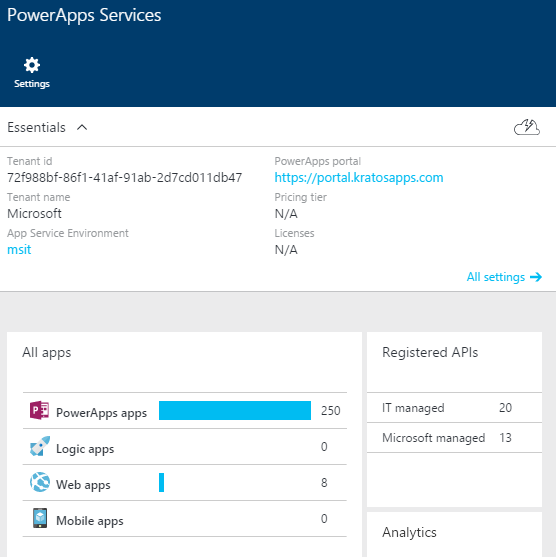 PowerApps Services
Settings
Essentials
Tenant id
72f988bf-86f1-41af-91ab-2d7cd011db47
Tenant name
Microsoft
App Service Environment
msit
PowerApps portal
https://portal.kratosapps.com
Pricing tier
N/A
Licenses
N/A
All settings
All apps
PowerApps apps 250
Logic apps 0
Web apps 8
Mobile apps 0
Registered APIs
IT managed 20
Microsoft managed 13
Analytics